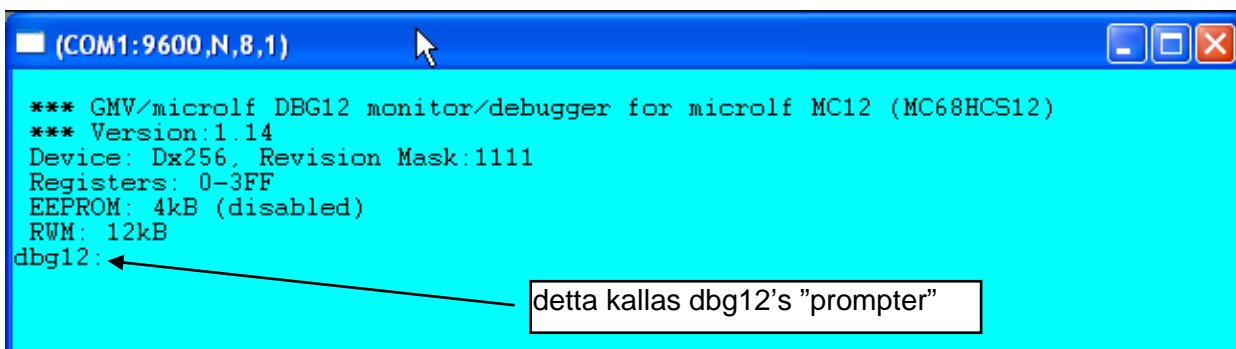 (COM1:9600,N,8,1)
*** GMV/microlf DBG12 monitor/debugger for microlf MC12 (MC68HCS12)
*** Version:1.14
Device: Dx256, Revision Mask:1111
Registers: 0-3FF
EEPROM: 4kB (disabled)
RWM: 12kB
dbg12:
detta kallas dbg12's ”prompter”